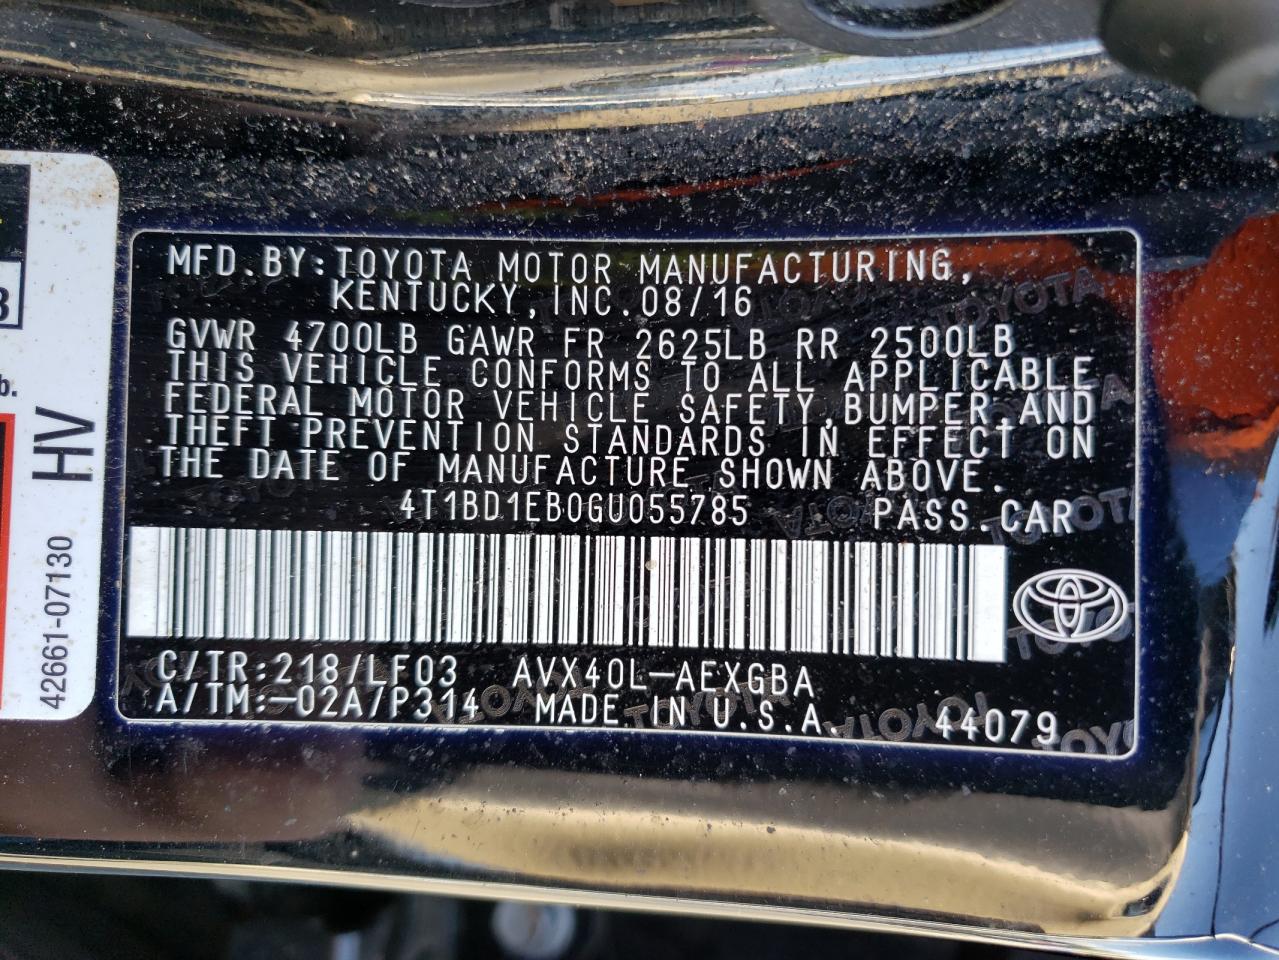 MFD.BY:TOYOTA MOTOR MANUFACTURING,
KENTUCKY,INC.08/16
GVWR 4700LB GAWR FR 2625LB RR 2500LB
THIS VEHICLE CONFORMS TO ALL APPLICABLE
FEDERAL MOTOR VEHICLE SAFETY,BUMPER,AND
THEFT PREVENTION STANDARDS IN EFFECT ON
THE DATE OF MANUFACTURE SHOWN ABOVE.
4T1BD1EB0GU055785 PASS.CAR
C/TR:218/LF03 AVX40L-AEXGBA
A/TM:-02A/P314 MADE IN U.S.A. 44079
TOYOTA
HV
42661-07130